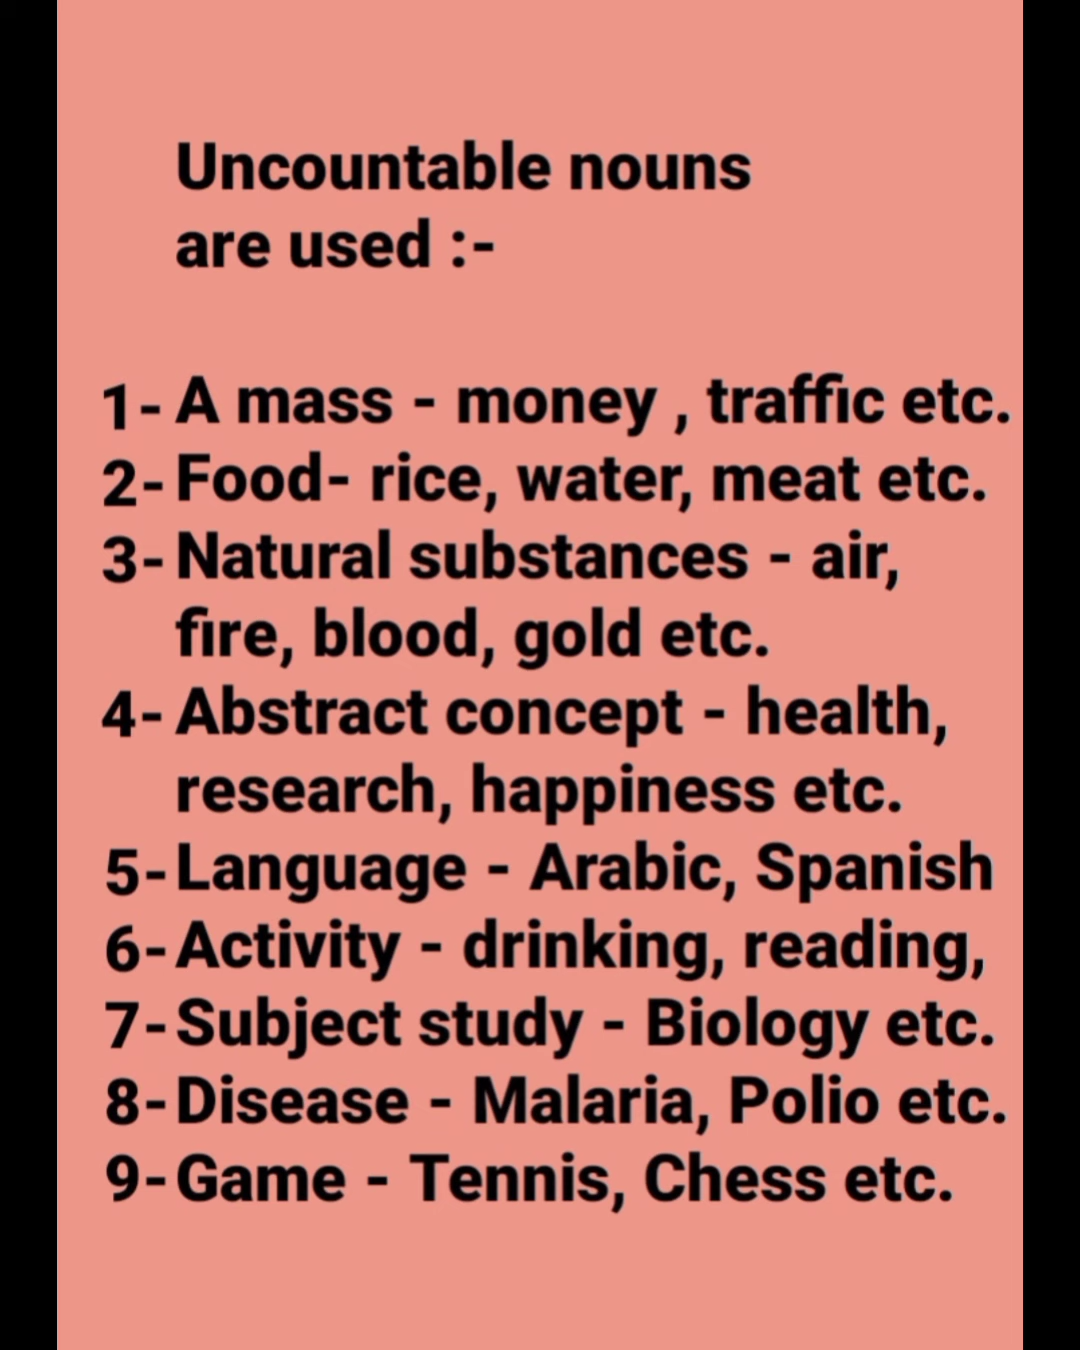 Uncountable nouns
are used :-
1- A mass - money , traffic etc.
2- Food- rice, water, meat etc.
3- Natural substances - air,
fire, blood, gold etc.
4- Abstract concept - health,
research, happiness etc.
5- Language - Arabic, Spanish
6- Activity - drinking, reading,
7- Subject study - Biology etc.
8- Disease - Malaria, Polio etc.
9- Game - Tennis, Chess etc.